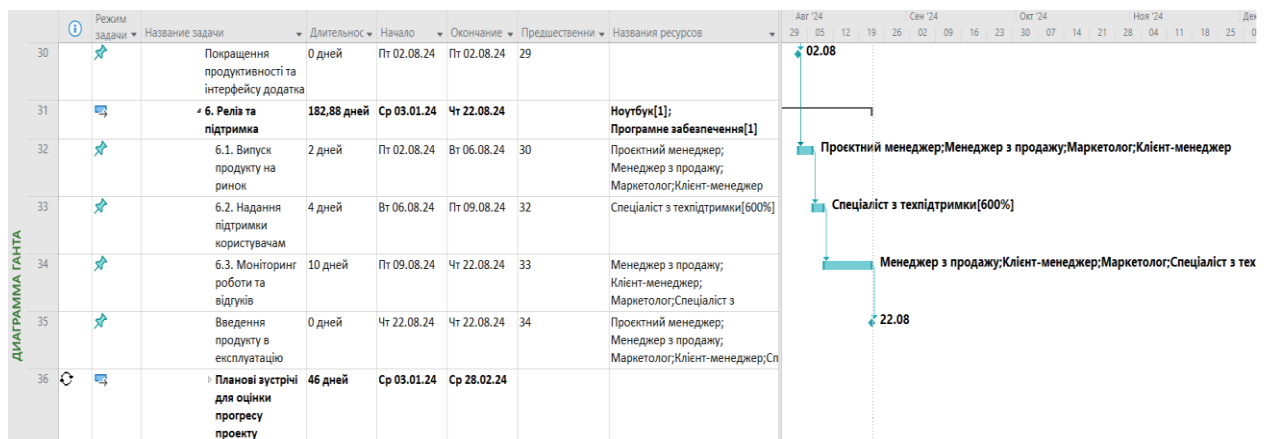 Режим
задачи
Название задачи
Длительнос
Начало
Окончание
Предшественни
Названия ресурсов
Авг '24
Сен '24
Окт '24
Ноя '24
Дек
29 05 12 19 26 02 09 16 23 30 07 14 21 28 04 11 18 25 0
30 Покращення 0 дней Пт 02.08.24 Пт 02.08.24 29
продуктивності та
інтерфейсу додатка
02.08
31 6. Реліз та 182,88 дней Ср 03.01.24 Чт 22.08.24 Ноутбук[1];
підтримка Програмне забезпечення[1]
32 6.1. Випуск 2 дней Пт 02.08.24 Вт 06.08.24 30 Проєктний менеджер;
продукту на Менеджер з продажу;
ринок Маркетолог;Клієнт-менеджер
Проєктний менеджер;Менеджер з продажу;Маркетолог;Клієнт-менеджер
33 6.2. Надання 4 дней Вт 06.08.24 Пт 09.08.24 32 Спеціаліст з техпідтримки[600%]
підтримки
користувачам
Спеціаліст з техпідтримки[600%]
34 6.3. Моніторинг 10 дней Пт 09.08.24 Чт 22.08.24 33 Менеджер з продажу;
роботи та Клієнт-менеджер;
відгуків Маркетолог;Спеціаліст з
Менеджер з продажу;Клієнт-менеджер;Маркетолог;Спеціаліст з тех
35 Введення 0 дней Чт 22.08.24 Чт 22.08.24 34 Проєктний менеджер;
продукту в Менеджер з продажу;
експлуатацію Маркетолог;Клієнт-менеджер;Сп
22.08
36 Планові зустрічі 46 дней Ср 03.01.24 Ср 28.02.24
для оцінки
прогресу
проекту
ДИАГРАММА ГАНТА